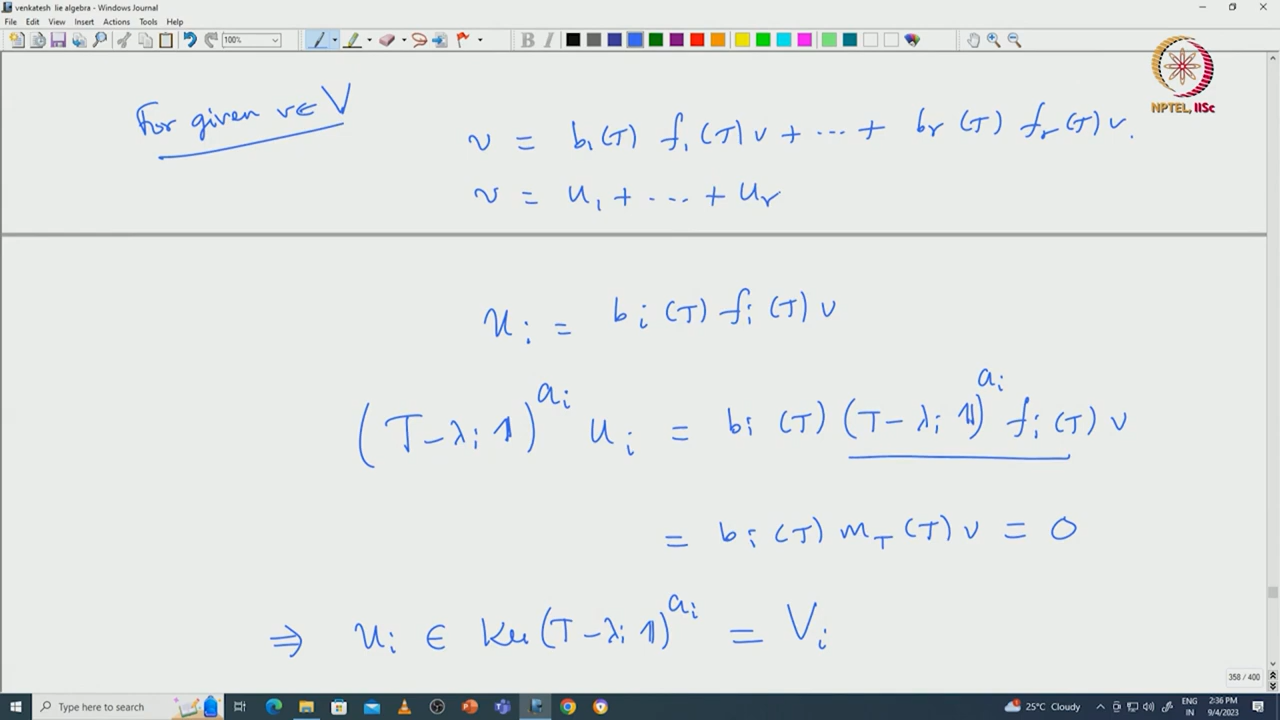 venkatesh lie algebra - Windows Journal
File Edit View Insert Actions Tools Help
100%
B I
NPTEL, IISc
For given v ∈ V
v = b₁(T) f₁(T) v + ... + bᵣ(T) fᵣ(T) v.
v = u₁ + ... + uᵣ
uᵢ = bᵢ(T) fᵢ(T) v
(T-λᵢ 𝟙)^{aᵢ} uᵢ = bᵢ(T) (T-λᵢ 𝟙)^{aᵢ} fᵢ(T) v
= bᵢ(T) m_T(T) v = 0
⇒ uᵢ ∈ Ker(T-λᵢ 𝟙)^{aᵢ} = Vᵢ
358 / 400
Type here to search
25°C Cloudy
ENG
IN
2:36 PM
9/4/2023